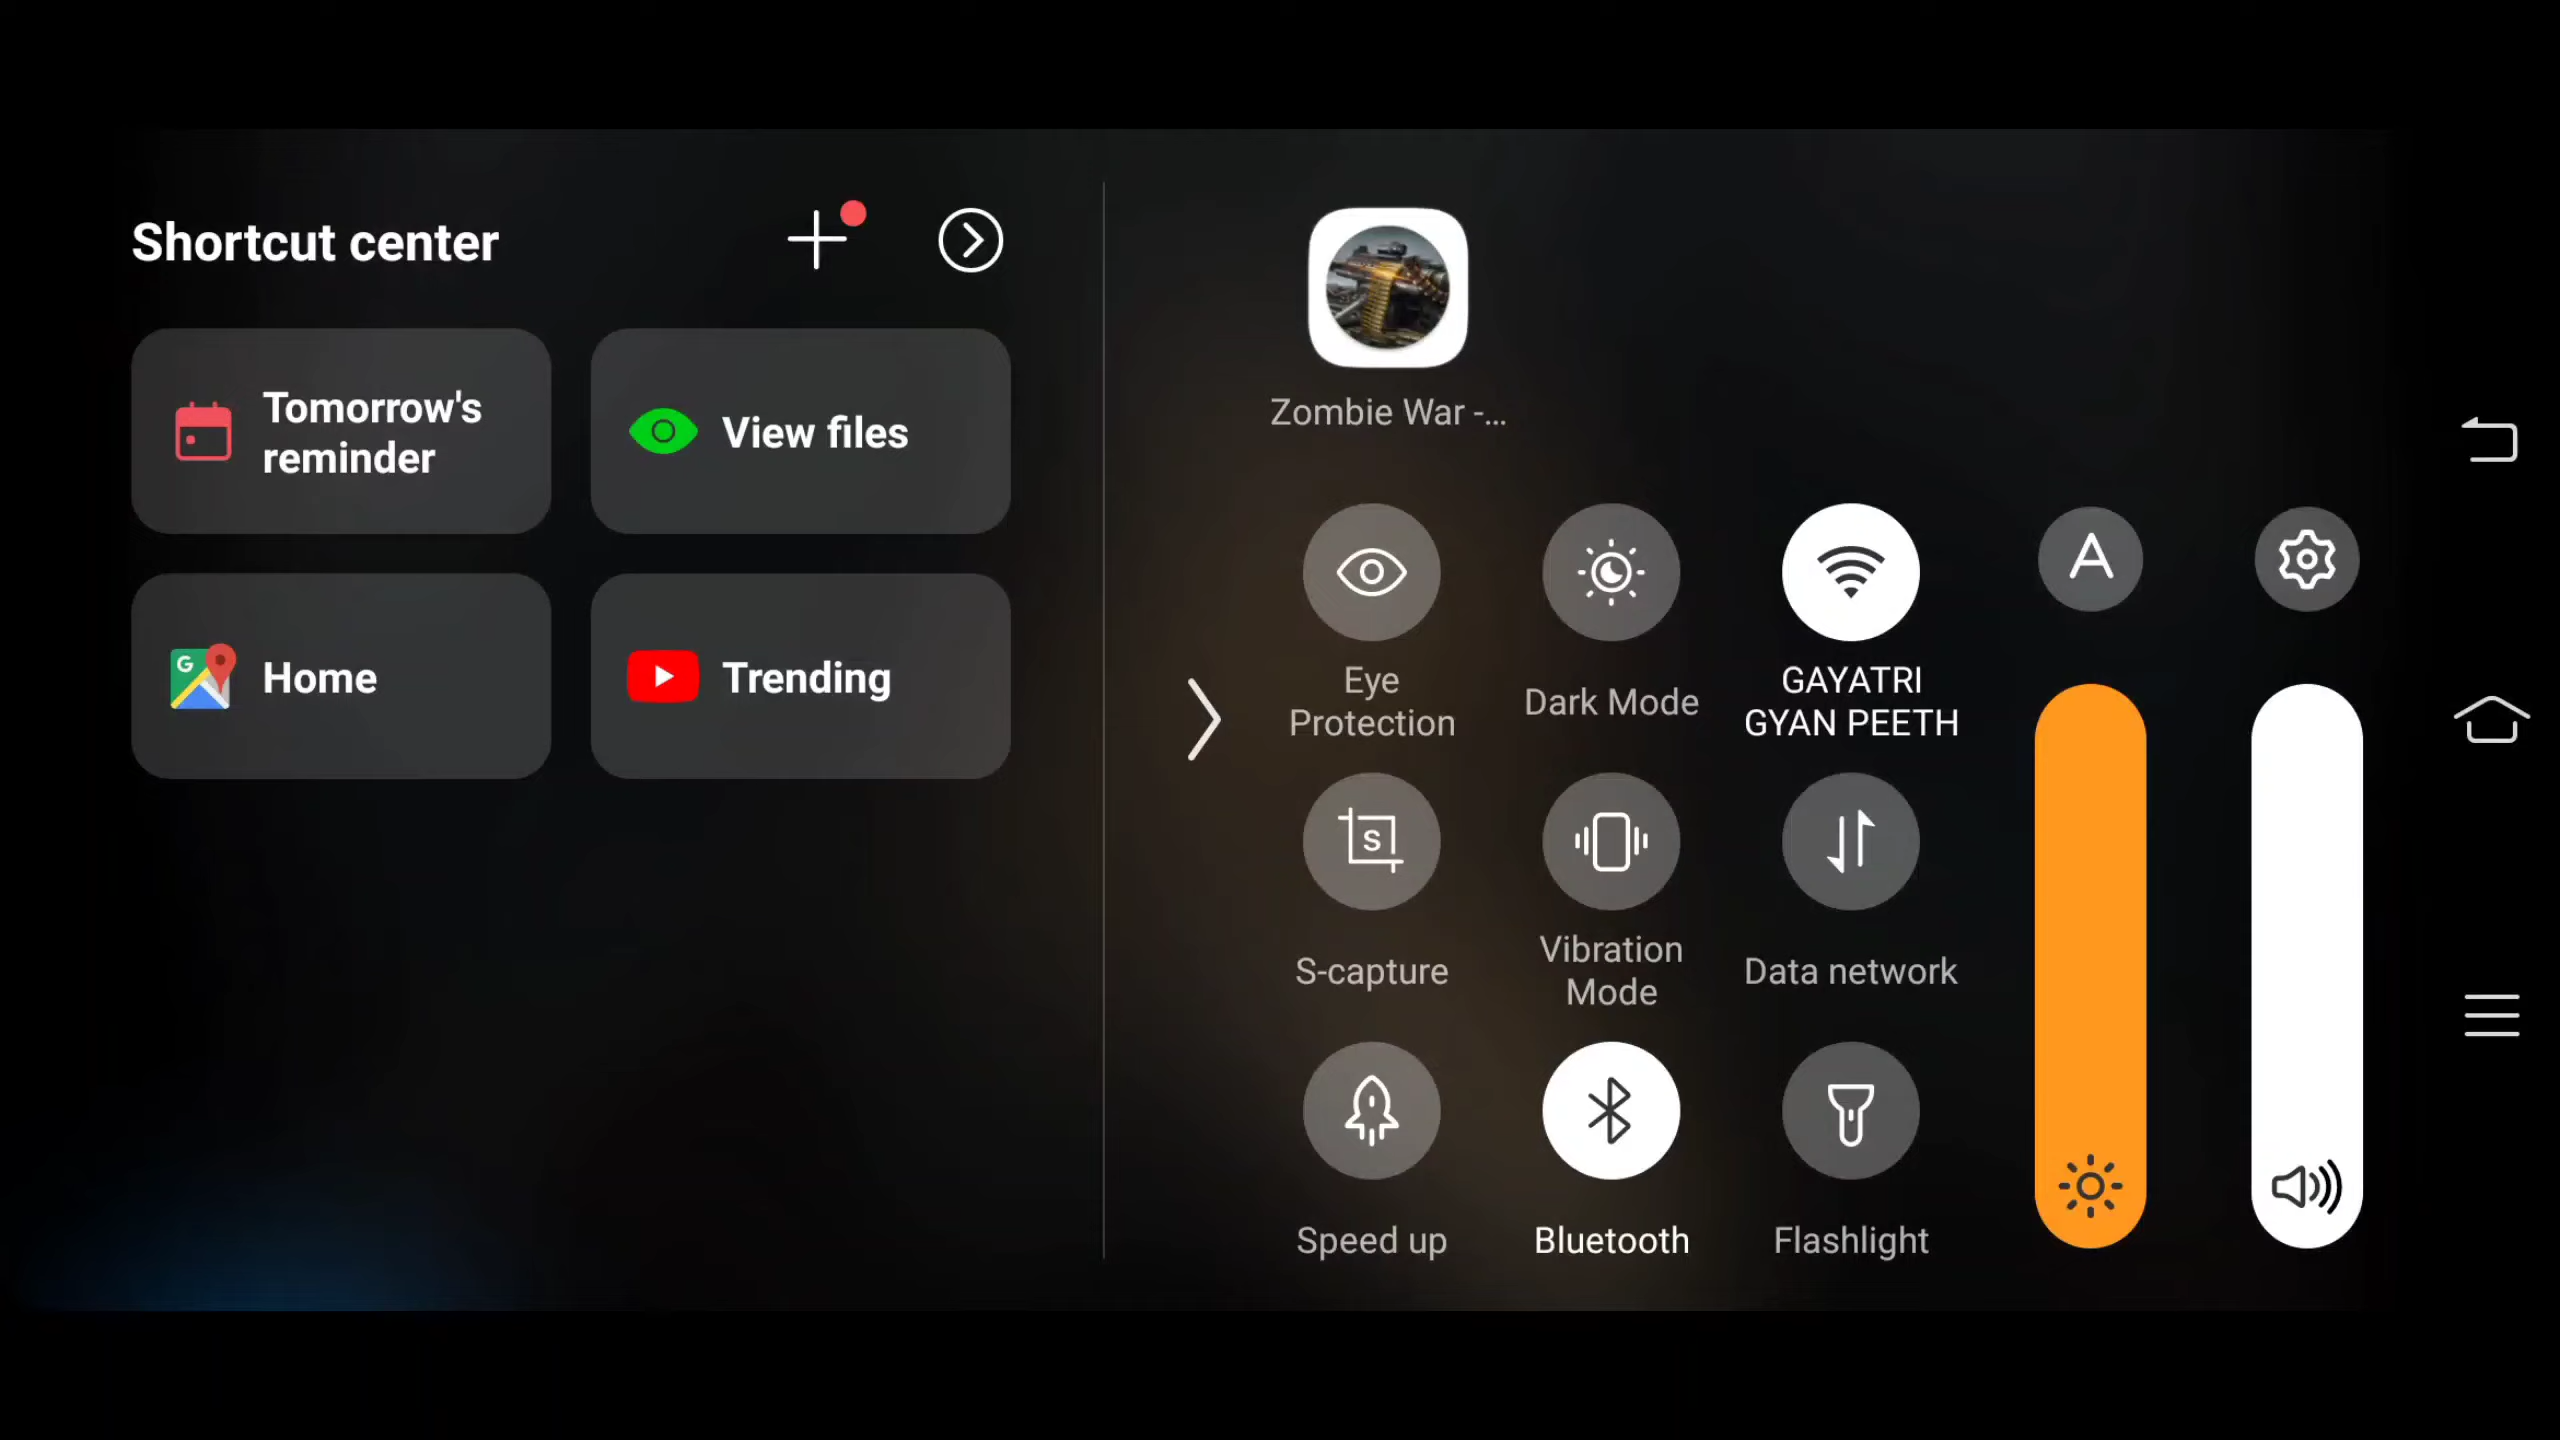 Shortcut center
Tomorrow's
reminder
View files
Home
Trending
Zombie War -...
Eye
Protection
Dark Mode
GAYATRI
GYAN PEETH
A
S
S-capture
Vibration
Mode
Data network
Speed up
Bluetooth
Flashlight